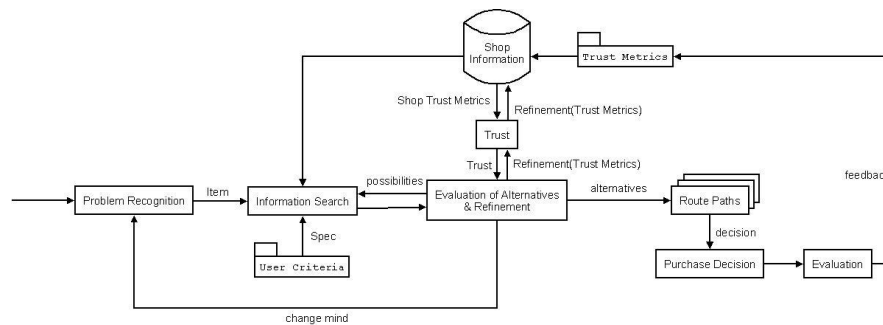 Shop
Information
Trust Metrics
Shop Trust Metrics
Refinement(Trust Metrics)
Trust
Trust
Refinement(Trust Metrics)
possibilities
alternatives
feedback
Item
Problem Recognition
Information Search
Evaluation of Alternatives
& Refinement
Route Paths
Spec
decision
User Criteria
Purchase Decision
Evaluation
change mind